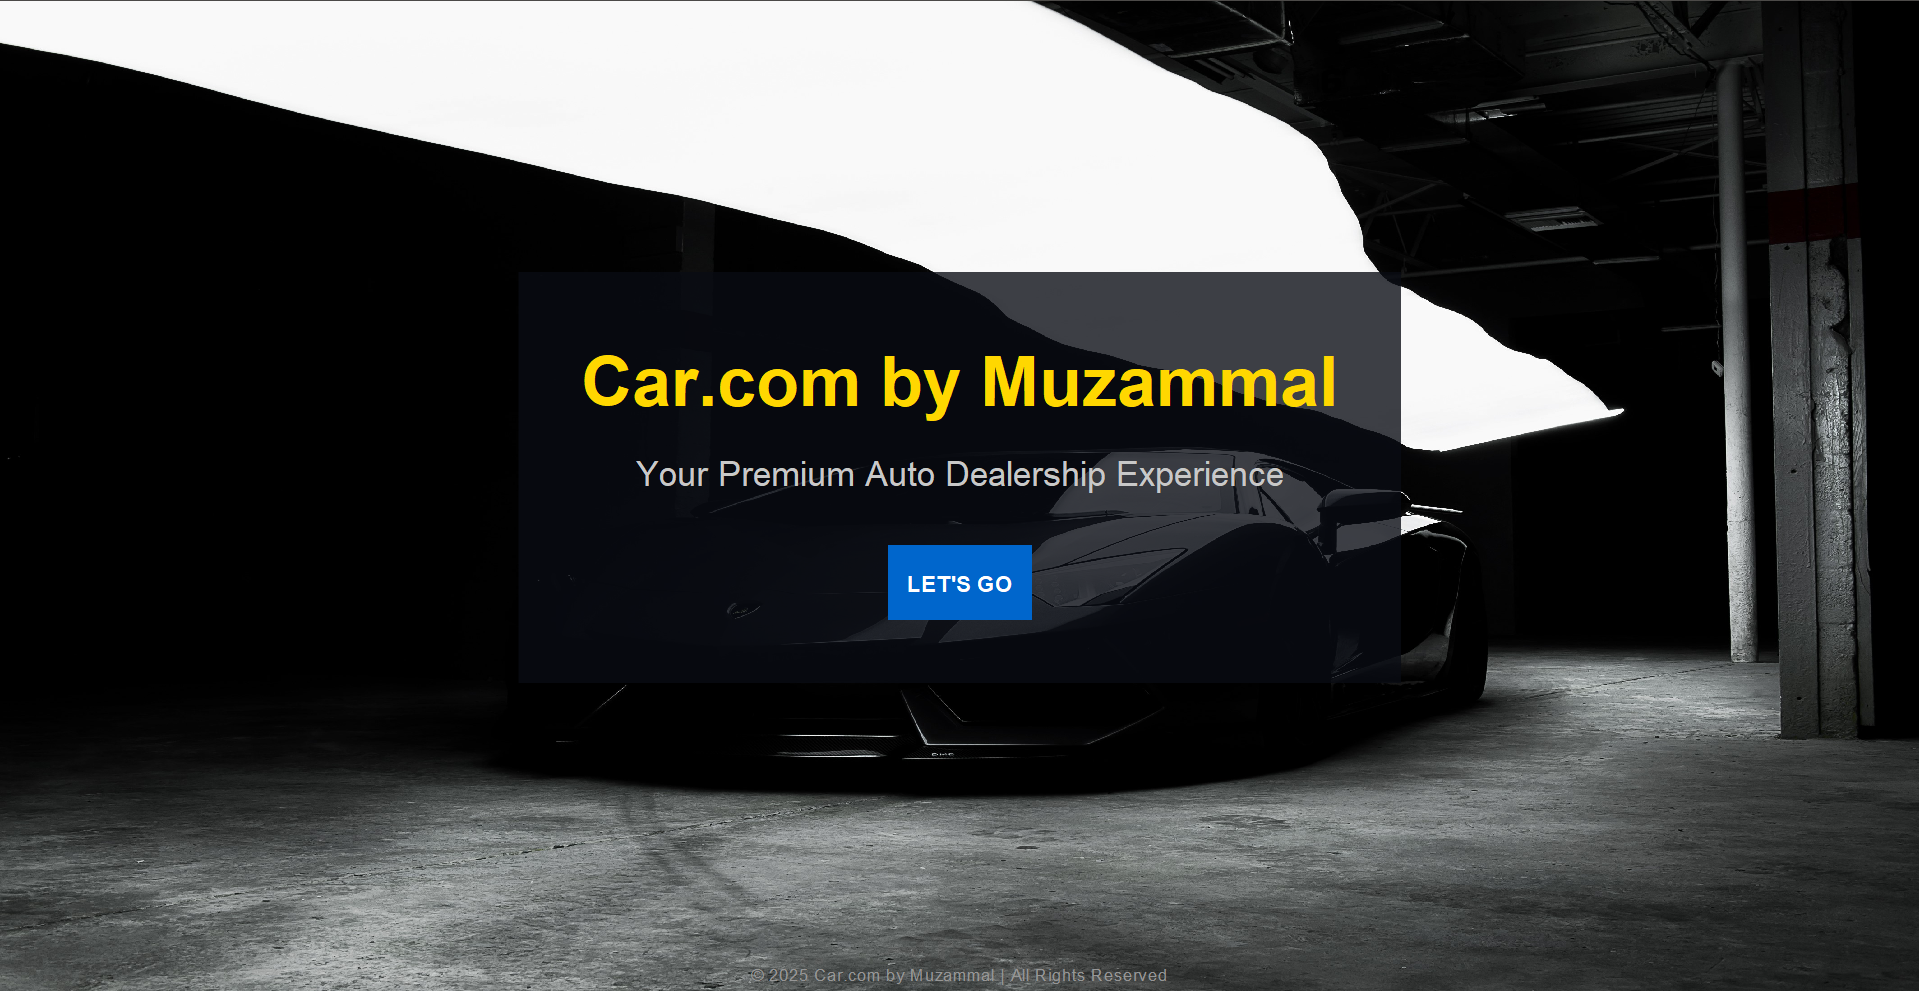 Car.com by Muzammal
Your Premium Auto Dealership Experience
LET'S GO
© 2025 Car.com by Muzammal | All Rights Reserved